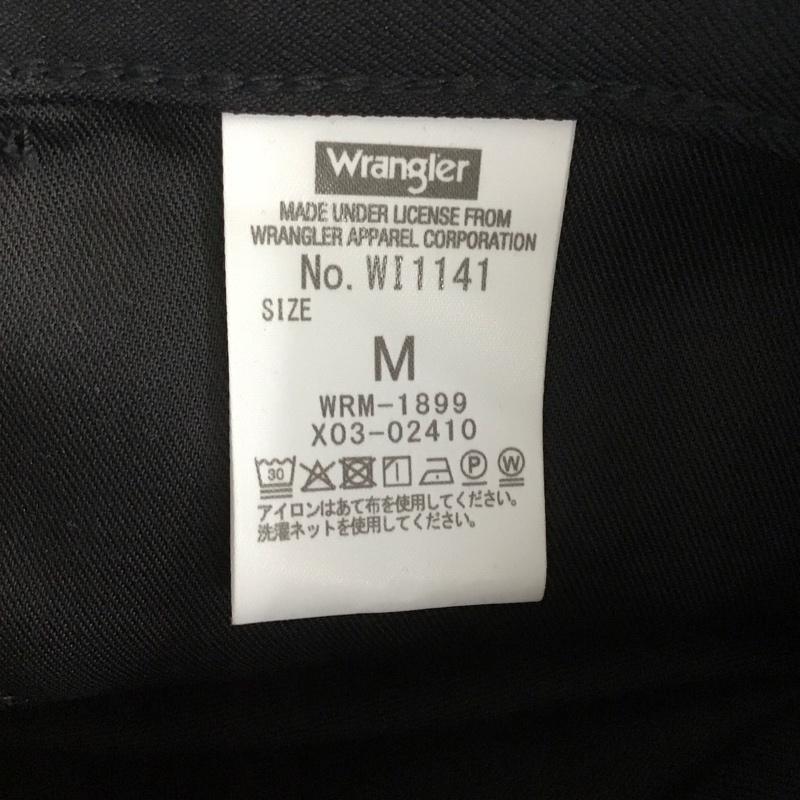 Wrangler
MADE UNDER LICENSE FROM
WRANGLER APPAREL CORPORATION
No. WI1141
SIZE
M
WRM-1899
X03-02410
30 P W
アイロンはあて布を使用してください。
洗濯ネットを使用してください。